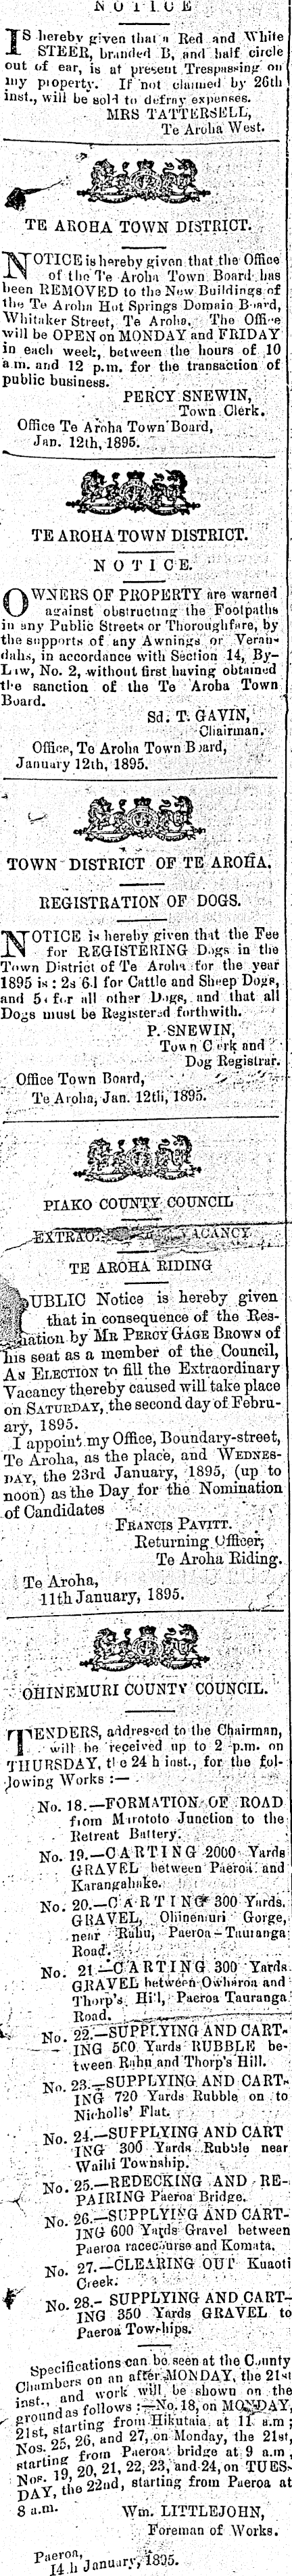 NOTICE
IS hereby given that a Red and White
STEER, branded B, and half circle
out of ear, is at present Trespassing on
my property. If not claimed by 26th
inst., will be sold to defray expenses.
MRS TATTERSELL,
Te Aroha West.
TE AROHA TOWN DISTRICT.
NOTICE is hereby given that the Office
of the Te Aroha Town Board has
been REMOVED to the New Buildings of
the Te Aroha Hot Springs Domain Board,
Whitaker Street, Te Aroha. The Office
will be OPEN on MONDAY and FRIDAY
in each week, between the hours of 10
a.m. and 12 p.m. for the transaction of
public business.
PERCY SNEWIN,
Town Clerk.
Office Te Aroha Town Board,
Jan. 12th, 1895.
TE AROHA TOWN DISTRICT.
NOTICE.
OWNERS OF PROPERTY are warned
against obstructing the Footpaths
in any Public Streets or Thoroughfare, by
the supports of any Awnings or Veran-
dahs, in accordance with Section 14, By-
Law, No. 2, without first having obtained
the sanction of the Te Aroha Town
Board.
Sd. T. GAVIN,
Chairman.
Office, Te Aroha Town Board,
January 12th, 1895.
TOWN DISTRICT OF TE AROHA.
REGISTRATION OF DOGS.
NOTICE is hereby given that the Fee
for REGISTERING Dogs in the
Town District of Te Aroha for the year
1895 is : 2s 6d for Cattle and Sheep Dogs,
and 5s for all other Dogs, and that all
Dogs must be Registered forthwith.
P. SNEWIN,
Town Clerk and
Dog Registrar.
Office Town Board,
Te Aroha, Jan. 12th, 1895.
PIAKO COUNTY COUNCIL
EXTRAO VACANCY
TE AROHA RIDING
PUBLIC Notice is hereby given
that in consequence of the Res-
ignation by MR PERCY GAGE BROWN of
his seat as a member of the Council,
AN ELECTION to fill the Extraordinary
Vacancy thereby caused will take place
on SATURDAY, the second day of Febru-
ary, 1895.
I appoint my Office, Boundary-street,
Te Aroha, as the place, and WEDNES-
DAY, the 23rd January, 1895, (up to
noon) as the Day for the Nomination
of Candidates
FRANCIS PAVITT.
Returning Officer,
Te Aroha Riding.
Te Aroha,
11th January, 1895.
OHINEMURI COUNTY COUNCIL.
TENDERS, addressed to the Chairman,
will be received up to 2 p.m. on
THURSDAY, the 24h inst., for the fol-
lowing Works :—
No. 18.—FORMATION OF ROAD
from Mirototo Junction to the
Retreat Battery.
No. 19.—CARTING 2000 Yards
GRAVEL between Paeroa and
Karangahake.
No. 20.—CARTING 300 Yards.
GRAVEL, Ohinemuri Gorge,
near Rahu, Paeroa-Tauranga
Road.
No. 21—CARTING 300 Yards
GRAVEL between Owharoa and
Thorp's Hill, Paeroa Tauranga
Road.
No. 22.—SUPPLYING AND CART-
ING 500 Yards RUBBLE be-
tween Rahu and Thorp's Hill.
No. 23.—SUPPLYING AND CART-
ING 720 Yards Rubble on to
Nicholls' Flat.
No. 24.—SUPPLYING AND CART
ING 300 Yards Rubble near
Waihi Township.
No. 25.—REDECKING AND RE-
PAIRING Paeroa Bridge.
No. 26.—SUPPLYING AND CART-
ING 600 Yards Gravel between
Paeroa racecourse and Komata.
No. 27.—CLEARING OUT Kuaoti
Creek.
No. 28.—SUPPLYING AND CART-
ING 350 Yards GRAVEL to
Paeroa Towships.
Specifications can be seen at the County
Chambers on an after MONDAY, the 21st
inst., and work will be shown on the
ground as follows :—No. 18, on MONDAY,
21st, starting from Hikutaia at 11 a.m ;
Nos. 25, 26, and 27, on Monday, the 21st,
starting from Paeroa bridge at 9 a.m,
Nos. 19, 20, 21, 22, 23, and 24, on TUES-
DAY, the 22nd, starting from Paeroa at
8 a.m.
Wm. LITTLEJOHN,
Foreman of Works.
Paeroa,
14th January, 1895.